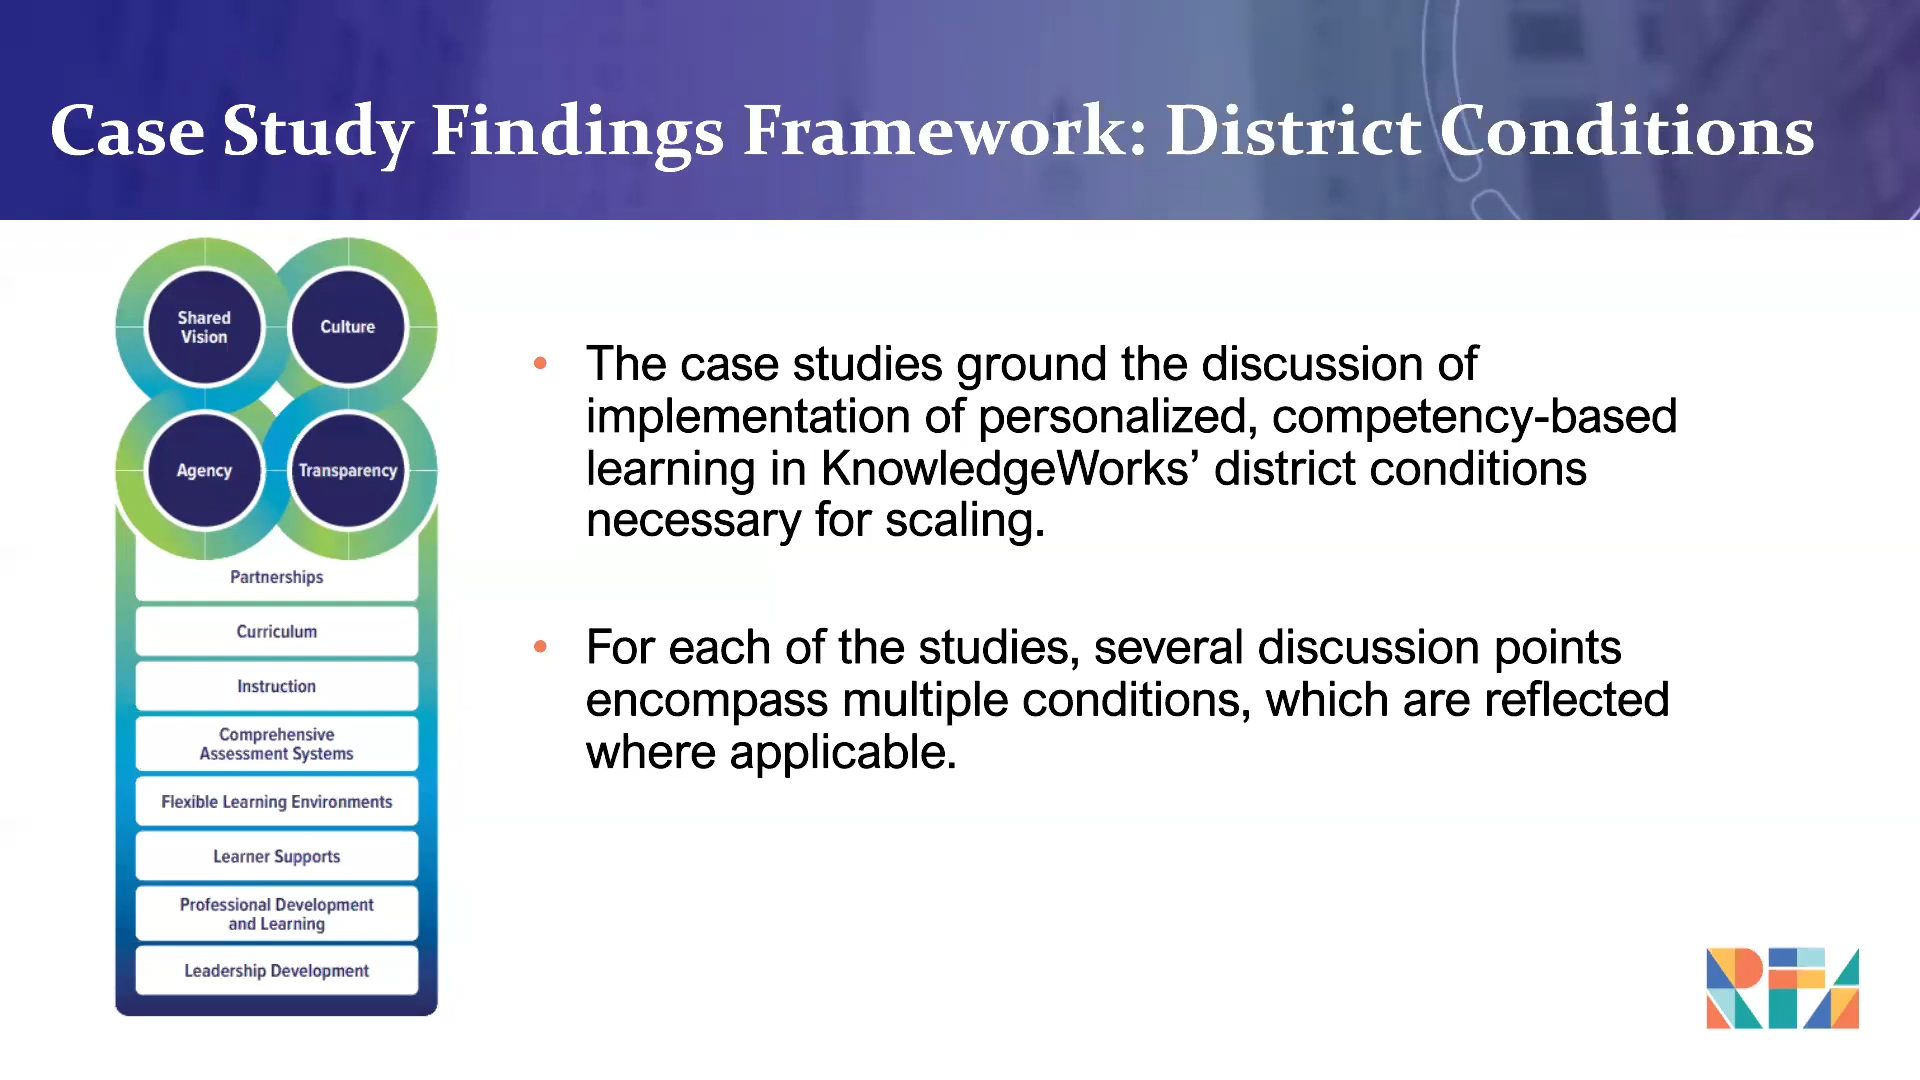 Case Study Findings Framework: District Conditions
Shared
Vision
Culture
Agency
Transparency
Partnerships
Curriculum
Instruction
Comprehensive
Assessment Systems
Flexible Learning Environments
Learner Supports
Professional Development
and Learning
Leadership Development
• The case studies ground the discussion of
implementation of personalized, competency-based
learning in KnowledgeWorks’ district conditions
necessary for scaling.
• For each of the studies, several discussion points
encompass multiple conditions, which are reflected
where applicable.
RFA